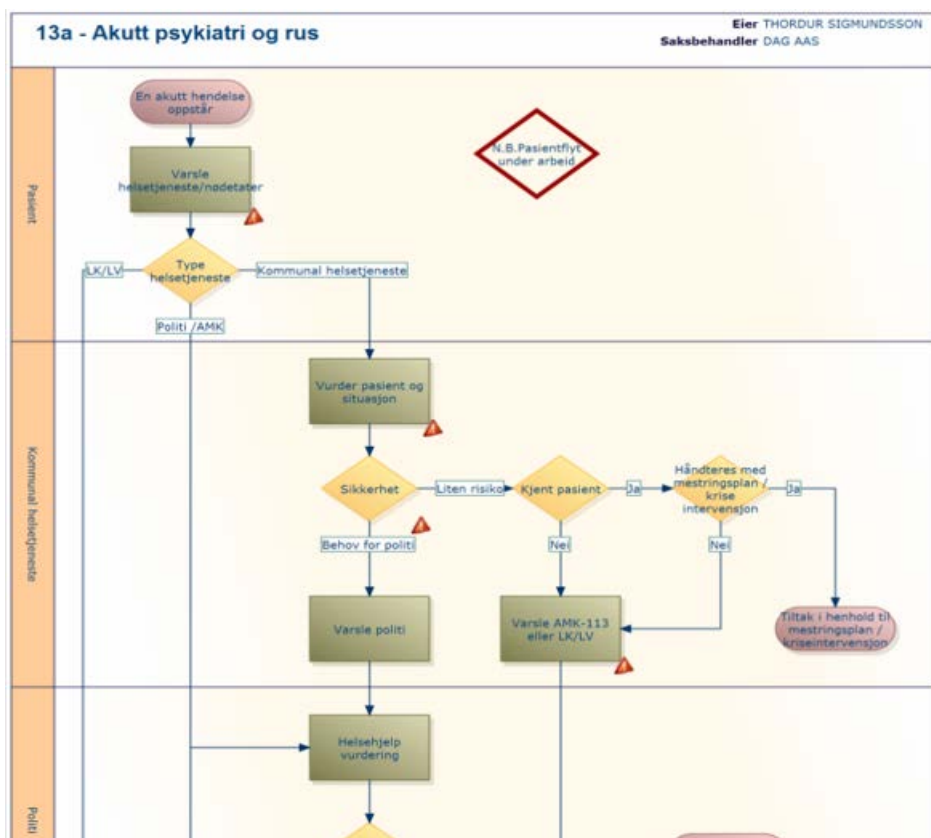 13a - Akutt psykiatri og rus
Eier THORDUR SIGMUNDSSON
Saksbehandler DAG AAS
Pasient
En akutt hendelse
oppstår
N.B.Pasientflyt
under arbeid
Varsle
helsetjeneste/nødetater
Type
helsetjeneste
LK/LV
Kommunal helsetjeneste
Politi /AMK
Kommunal helsetjeneste
Vurder pasient og
situasjon
Sikkerhet
Liten risiko
Kjent pasient
Ja
Håndteres med
mestringsplan /
krise
intervensjon
Ja
Behov for politi
Nei
Nei
Varsle politi
Varsle AMK-113
eller LK/LV
Tiltak i henhold til
mestringsplan /
kriseintervensjon
Politi
Helsehjelp
vurdering